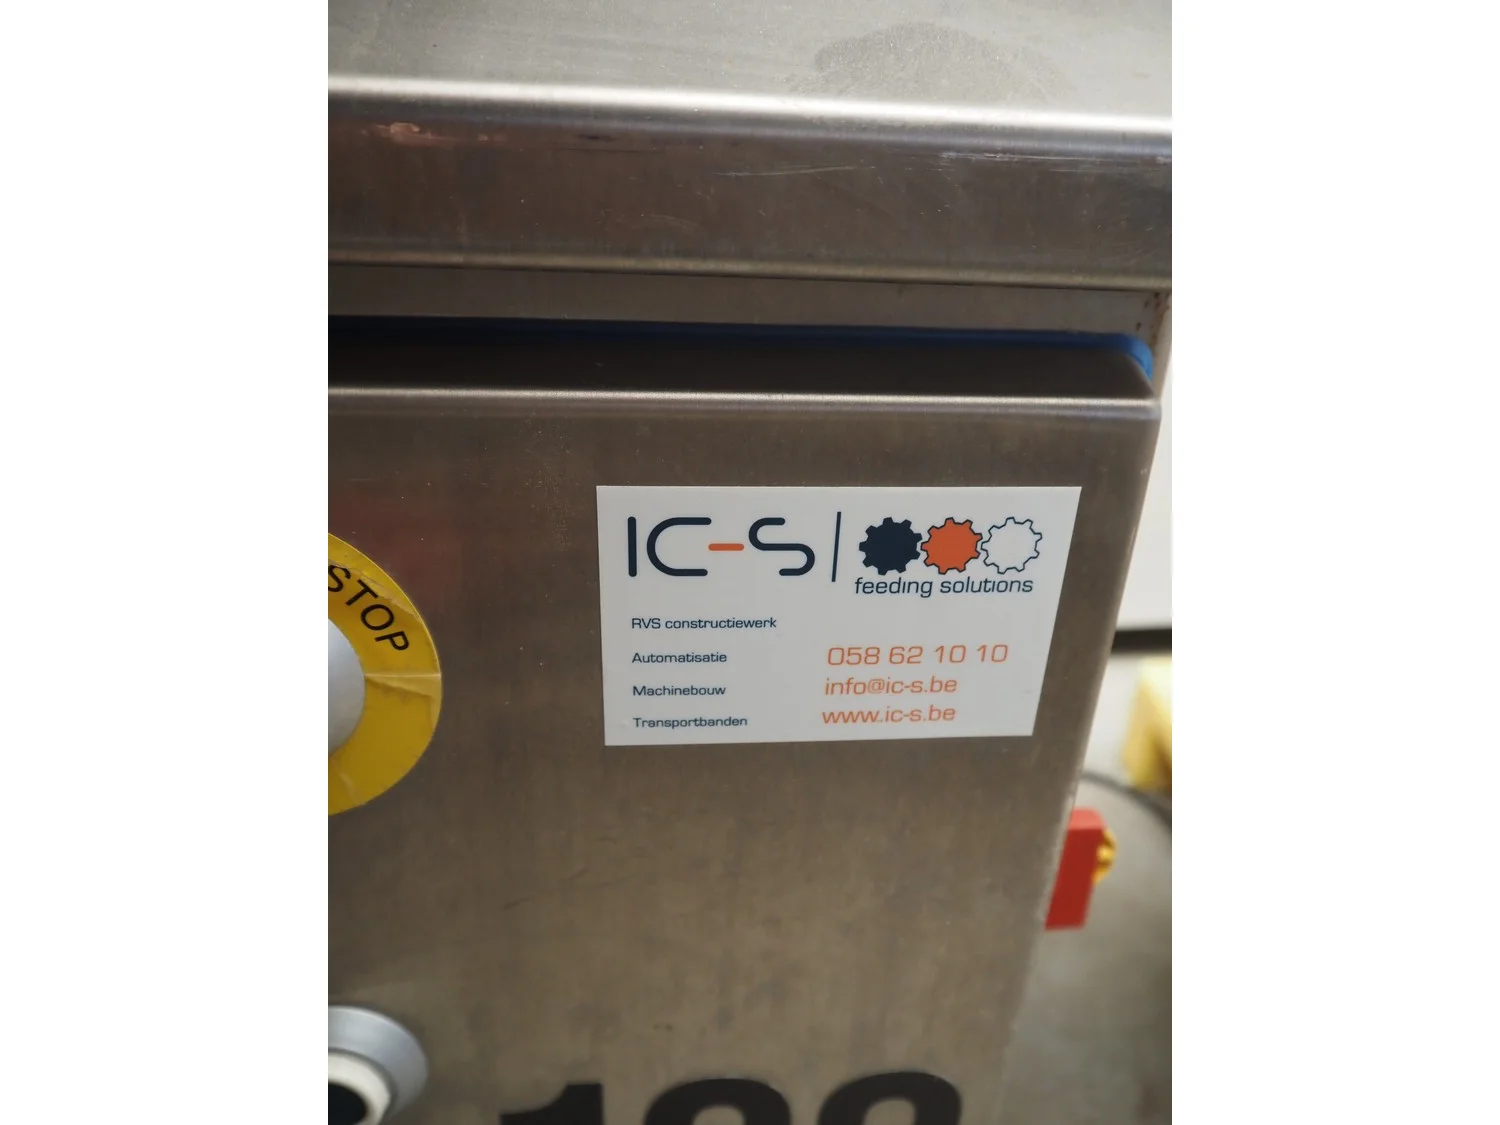 IC-S
feeding solutions
RVS constructiewerk
Automatisatie
Machinebouw
Transportbanden
058 62 10 10
info@ic-s.be
www.ic-s.be
STOP